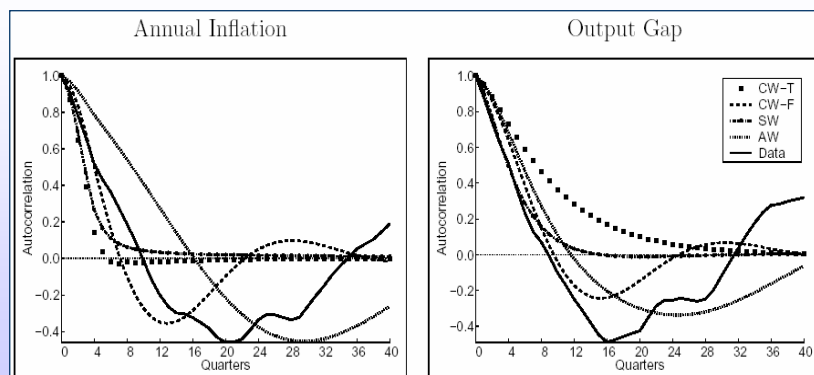 Annual Inflation
Output Gap
1.0
0.8
0.6
0.4
0.2
0.0
−0.2
−0.4
Autocorrelation
0 4 8 12 16 20 24 28 32 36 40
Quarters
1.0
0.8
0.6
0.4
0.2
0.0
−0.2
−0.4
Autocorrelation
0 4 8 12 16 20 24 28 32 36 40
Quarters
CW−T
CW−F
SW
AW
Data